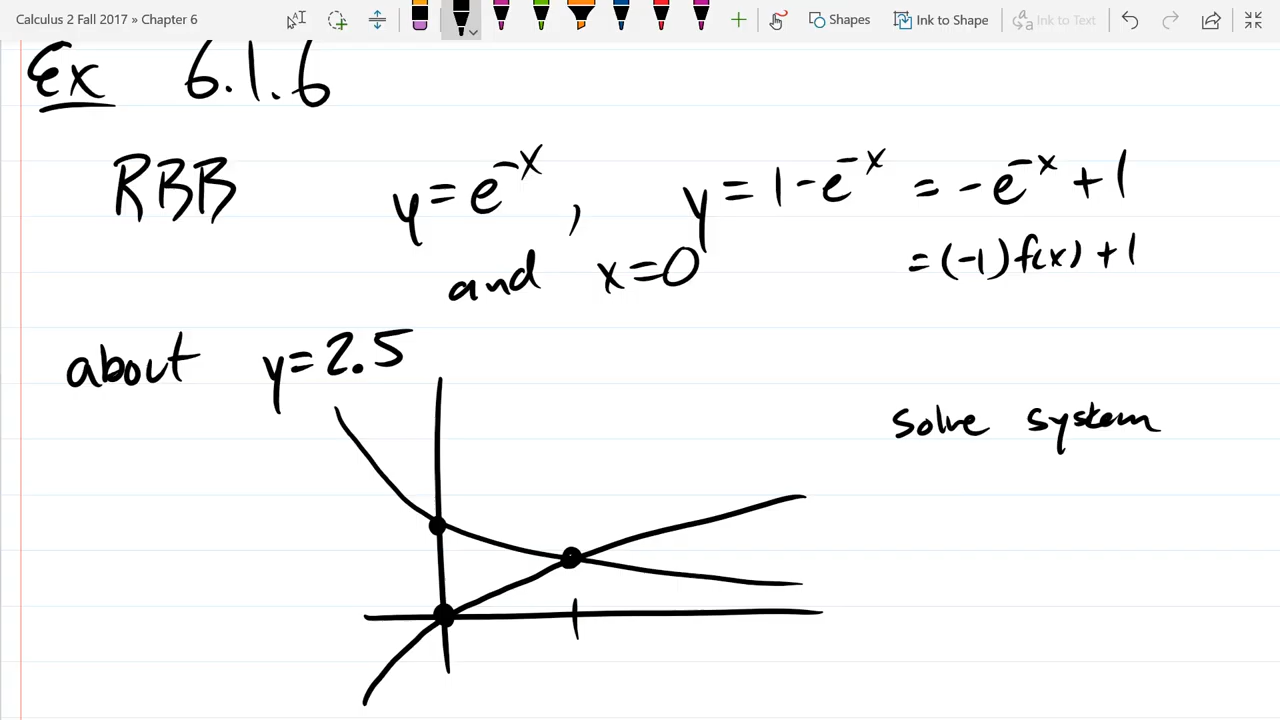 Calculus 2 Fall 2017 » Chapter 6
Shapes
Ink to Shape
Ink to Text
Ex 6.1.6
RBB y = e^{-x}, y = 1 - e^{-x} = -e^{-x} + 1
and x = 0 = (-1) f(x) + 1
about y = 2.5
solve system